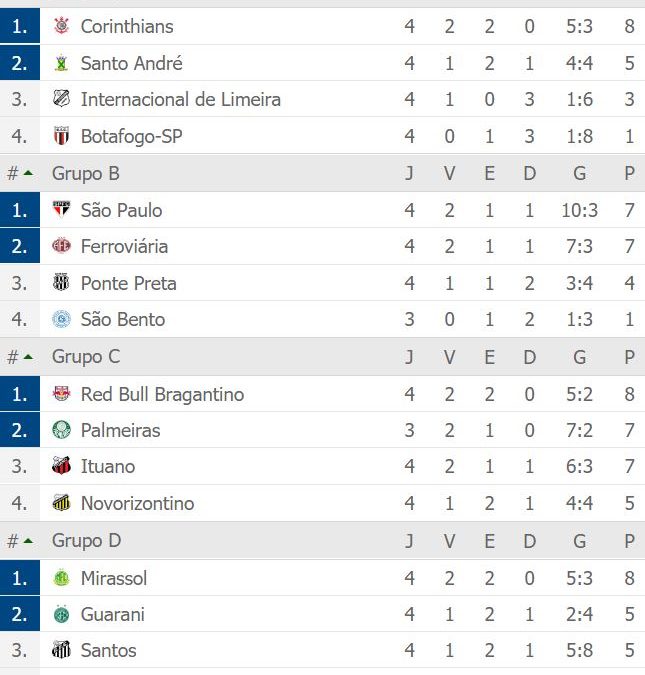 1. Corinthians 4 2 2 0 5:3 8
2. Santo André 4 1 2 1 4:4 5
3. Internacional de Limeira 4 1 0 3 1:6 3
4. Botafogo-SP 4 0 1 3 1:8 1
# Grupo B J V E D G P
1. São Paulo 4 2 1 1 10:3 7
2. Ferroviária 4 2 1 1 7:3 7
3. Ponte Preta 4 1 1 2 3:4 4
4. São Bento 3 0 1 2 1:3 1
# Grupo C J V E D G P
1. Red Bull Bragantino 4 2 2 0 5:2 8
2. Palmeiras 3 2 1 0 7:2 7
3. Ituano 4 2 1 1 6:3 7
4. Novorizontino 4 1 2 1 4:4 5
# Grupo D J V E D G P
1. Mirassol 4 2 2 0 5:3 8
2. Guarani 4 1 2 1 2:4 5
3. Santos 4 1 2 1 5:8 5